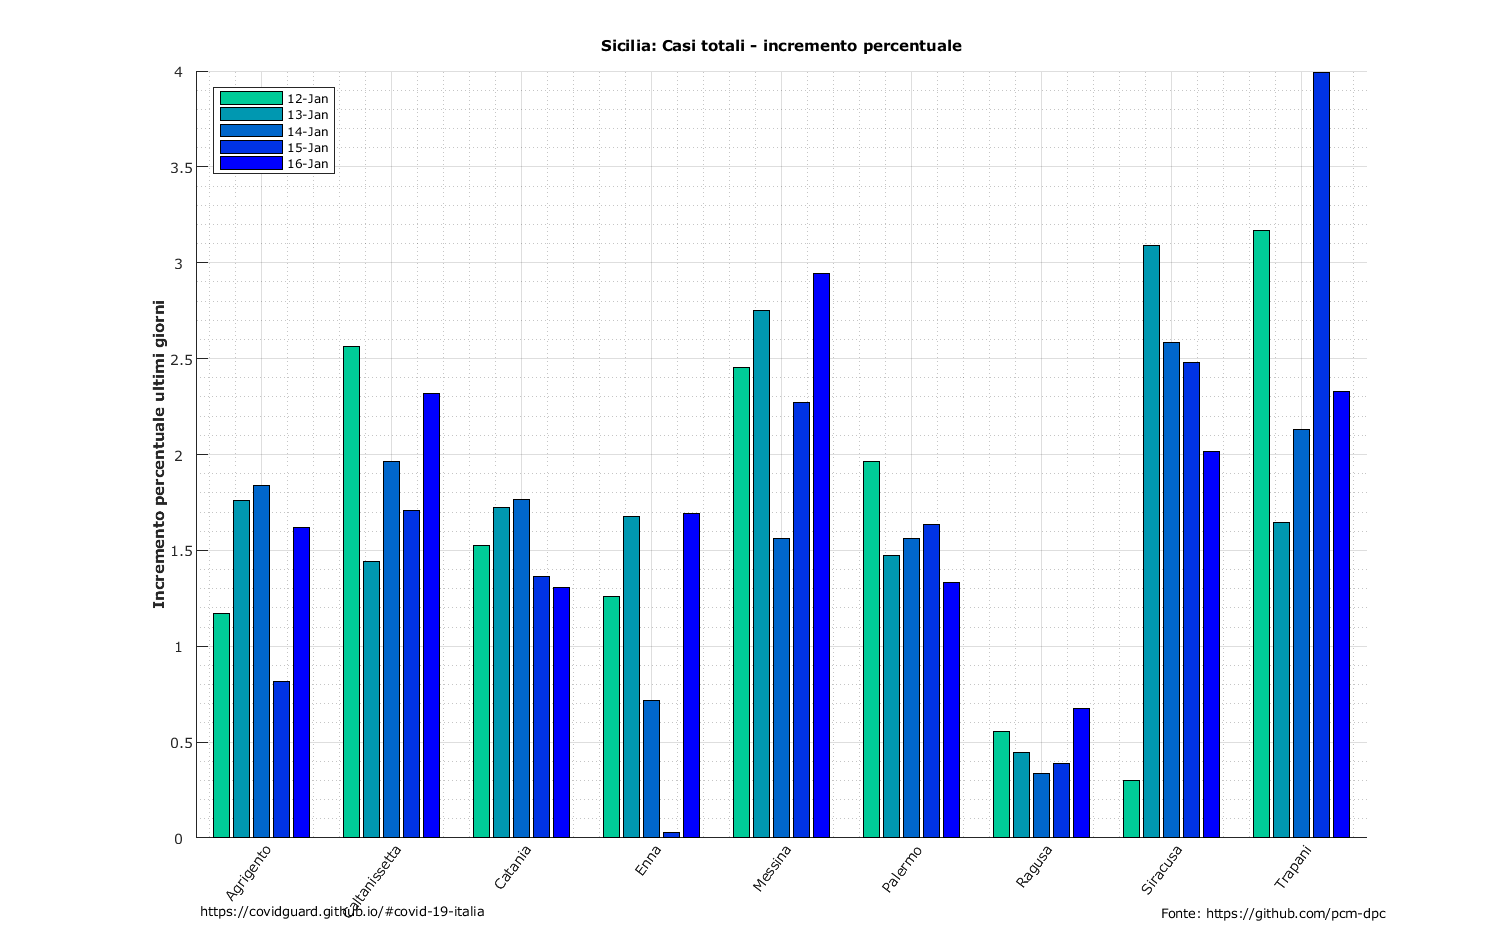 Sicilia: Casi totali - incremento percentuale
4
3.5
3
2.5
2
1.5
1
0.5
0
Incremento percentuale ultimi giorni
12-Jan
13-Jan
14-Jan
15-Jan
16-Jan
Agrigento
Caltanissetta
Catania
Enna
Messina
Palermo
Ragusa
Siracusa
Trapani
https://covidguard.github.io/#covid-19-italia
Fonte: https://github.com/pcm-dpc